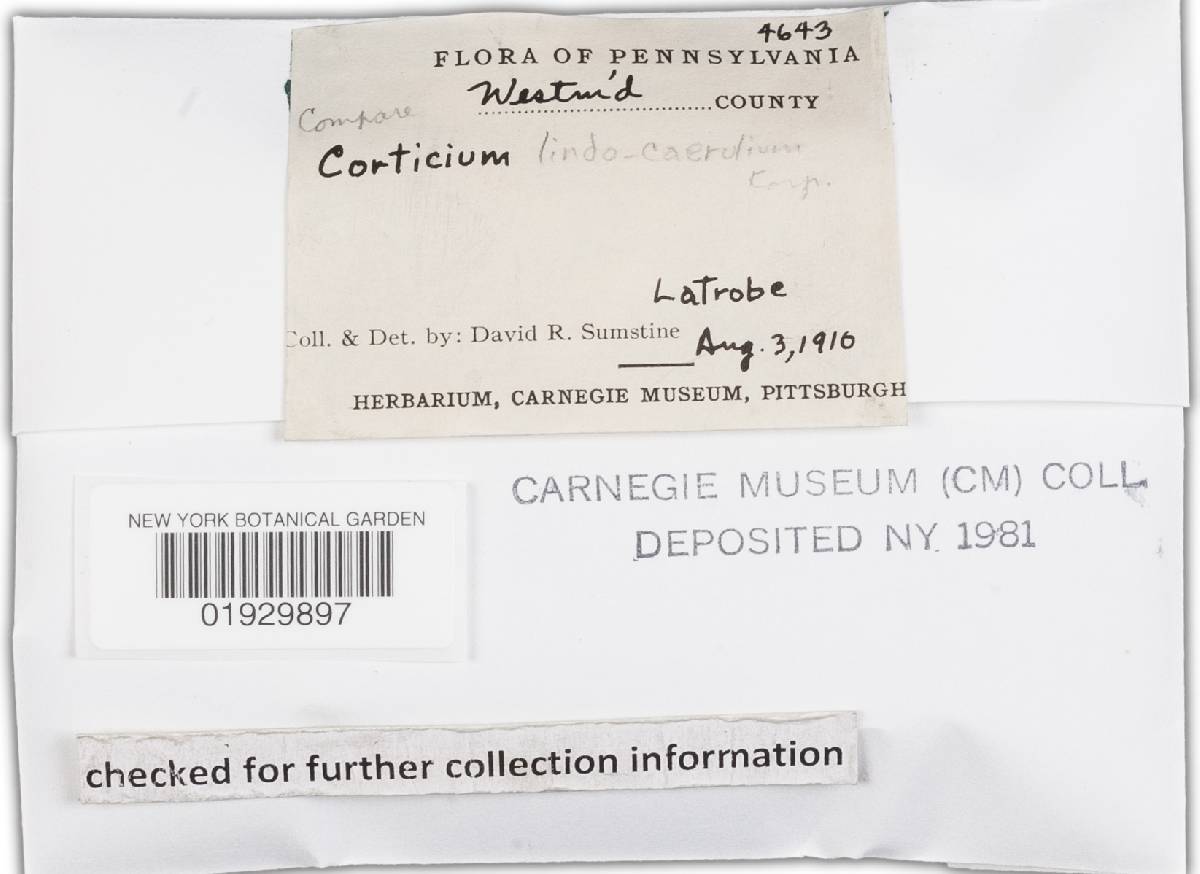 4643
FLORA OF PENNSYLVANIA
Westm'd COUNTY
Compare
Corticium lindo-caerulium
Karp.
LaTrobe
Coll. & Det. by: David R. Sumstine Aug. 3, 1910
HERBARIUM, CARNEGIE MUSEUM, PITTSBURGH
CARNEGIE MUSEUM (CM) COLL.
DEPOSITED NY. 1981
NEW YORK BOTANICAL GARDEN
01929897
checked for further collection information